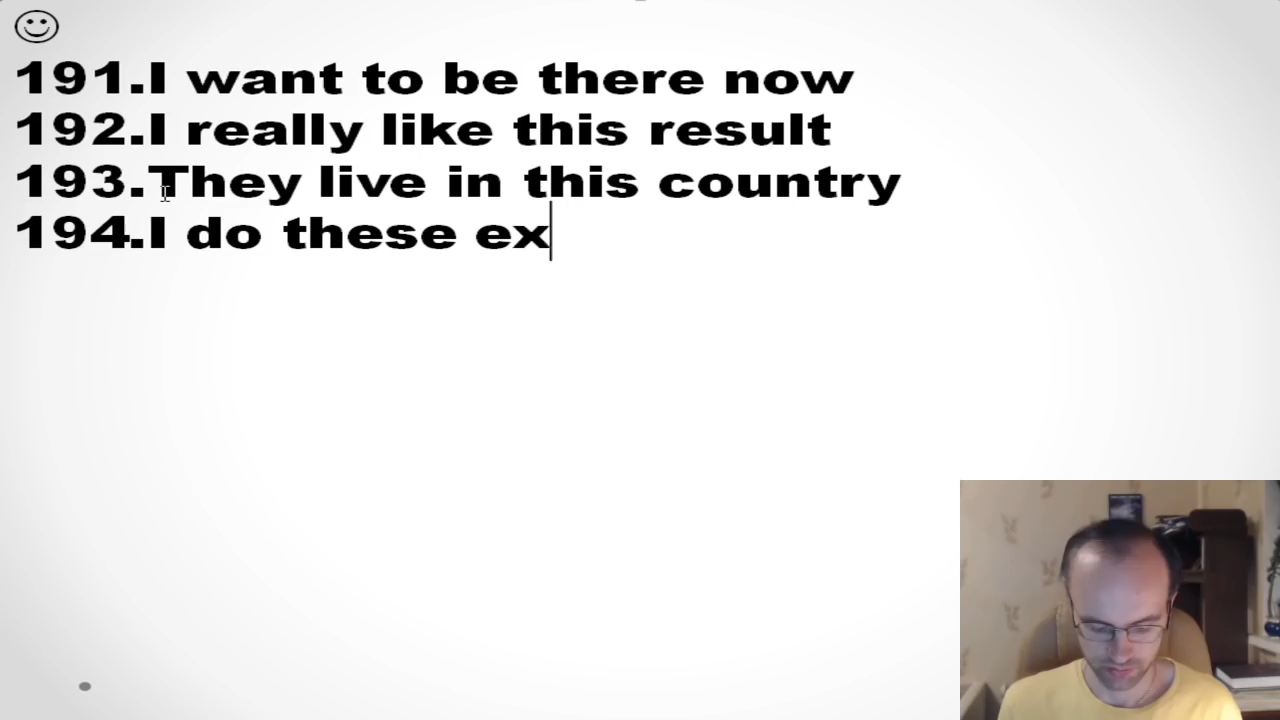 191.I want to be there now
192.I really like this result
193.They live in this country
194.I do these ex